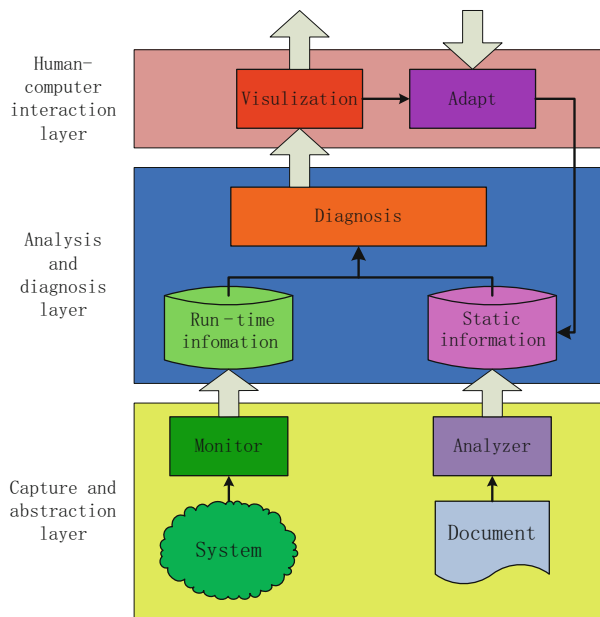 Human-
computer
interaction
layer
Visulization
Adapt
Analysis
and
diagnosis
layer
Diagnosis
Run-time
infomation
Static
information
Capture and
abstraction
layer
Monitor
Analyzer
System
Document